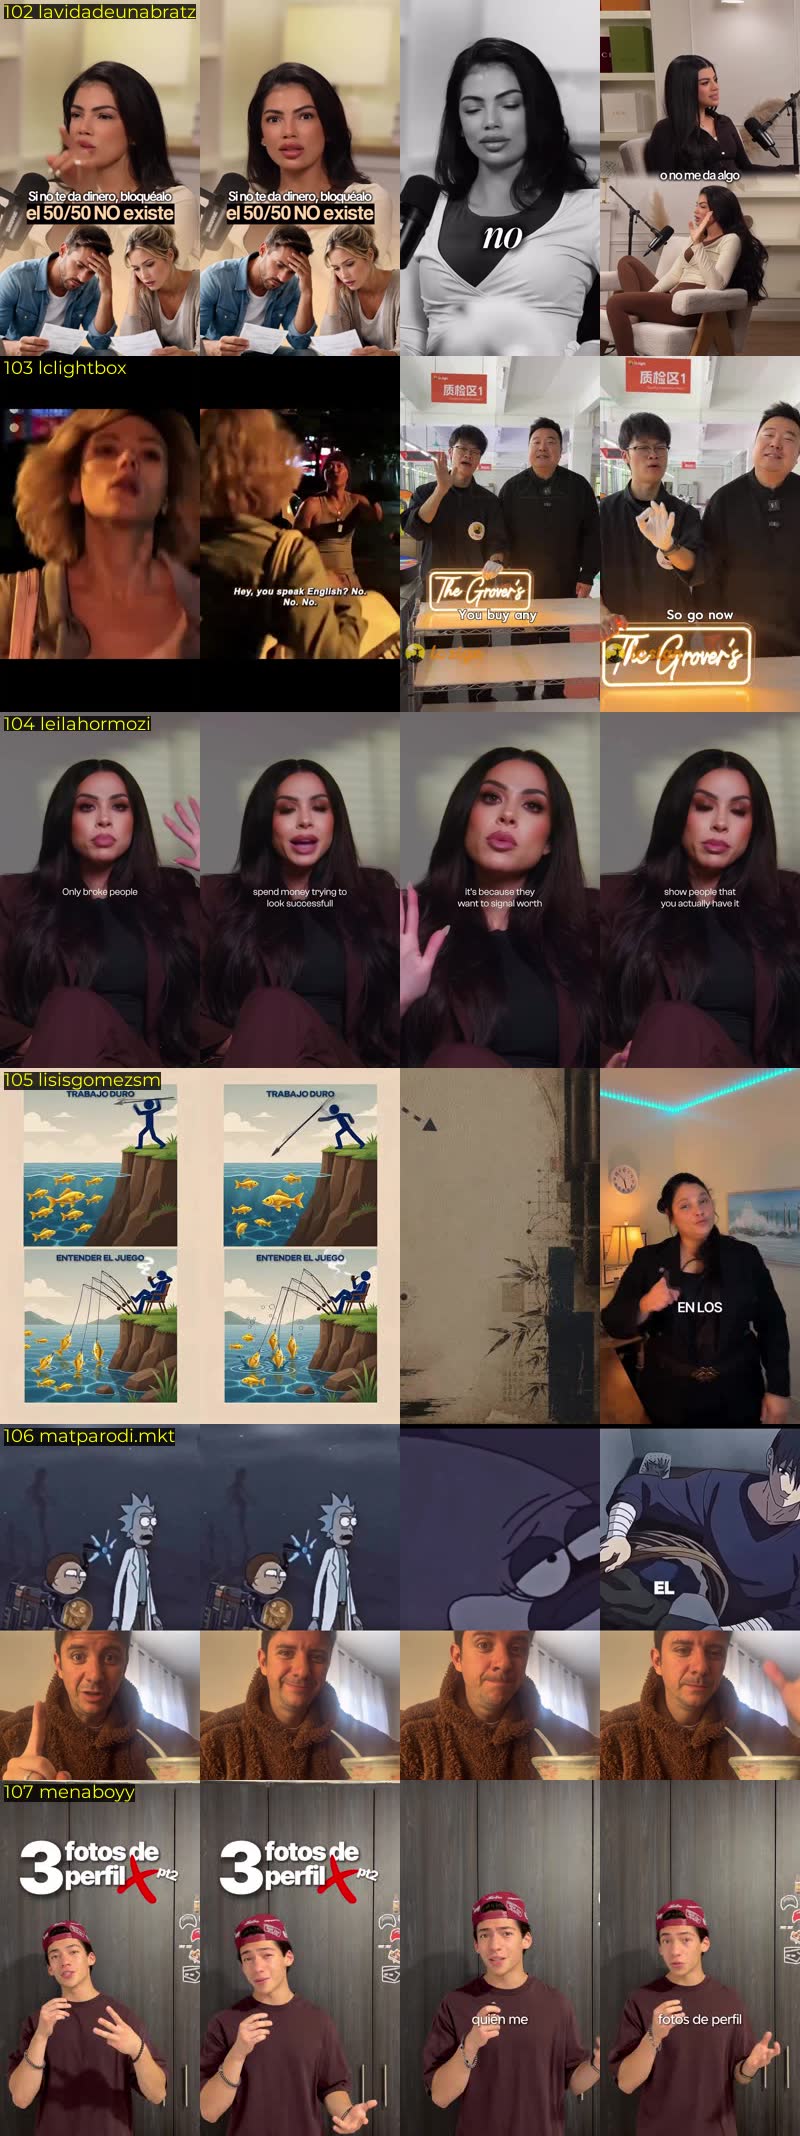 102 lavidadeunabratz
Si no te da dinero, bloquéalo
el 50/50 NO existe
Si no te da dinero, bloquéalo
el 50/50 NO existe
no
o no me da algo
103 lclightbox
Hey, you speak English? No.
No. No.
质检区1
The Grover's
You buy any
质检区1
So go now
The Grover's
104 leilahormozi
Only broke people
spend money trying to
look successfull
it's because they
want to signal worth
show people that
you actually have it
105 lisisgomezsm
TRABAJO DURO
TRABAJO DURO
ENTENDER EL JUEGO
ENTENDER EL JUEGO
EN LOS
106 matparodi.mkt
EL
107 menaboyy
3 fotos de
perfil X pt2
3 fotos de
perfil X pt2
quién me
fotos de perfil